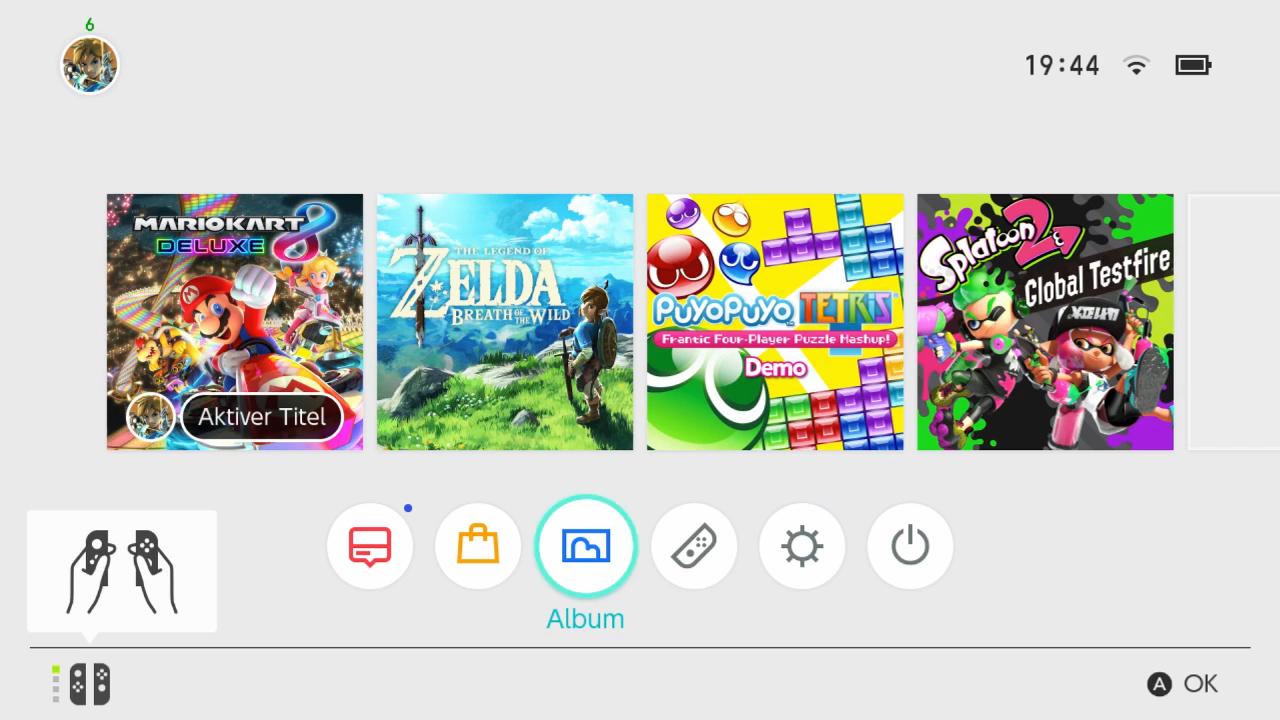 6
19:44
MARIOKART 8
DELUXE
Aktiver Titel
THE LEGEND OF
ZELDA
BREATH OF THE WILD
PUYOPUYO TETRIS
Frantic Four-Player Puzzle Mashup!
Demo
Splatoon 2
Global Testfire
Album
A OK